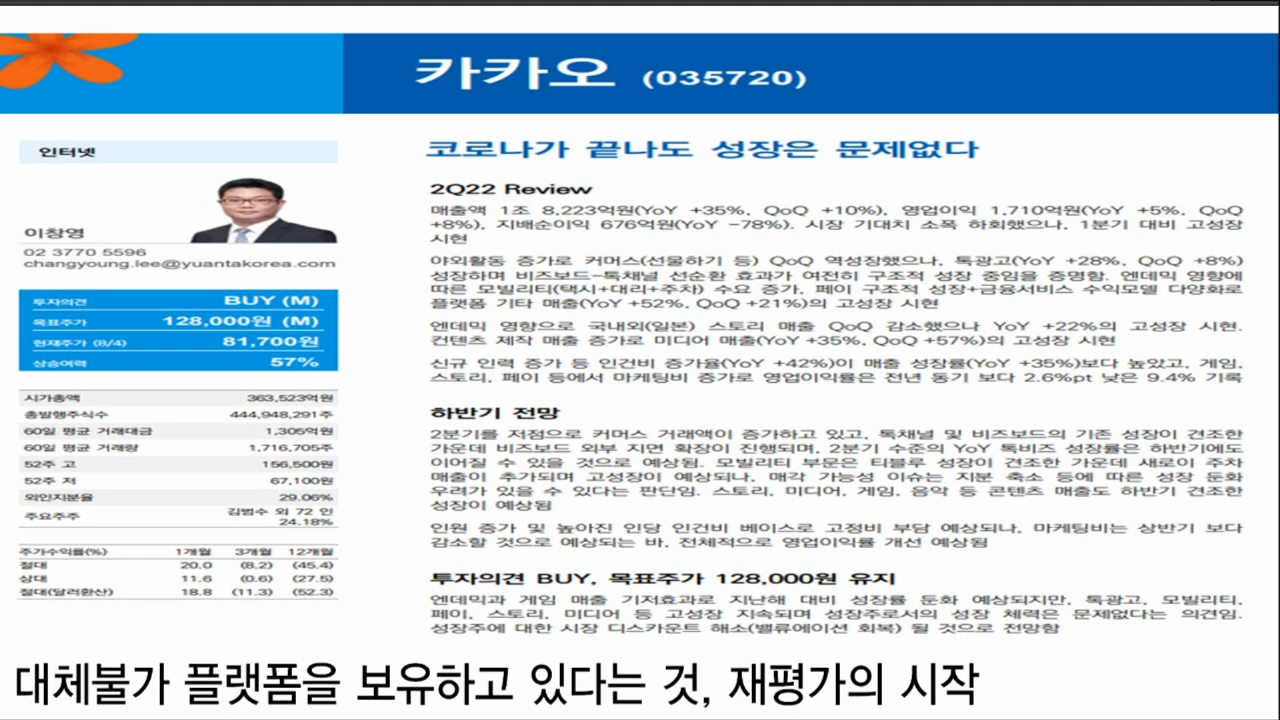 카카오 (035720)
인터넷
이창영
02 3770 5596
changyoung.lee@yuantakorea.com
투자의견 BUY (M)
목표주가 128,000원 (M)
현재주가 (8/4) 81,700원
상승여력 57%
시가총액 363,523억원
총발행주식수 444,948,291주
60일 평균 거래대금 1,305억원
60일 평균 거래량 1,716,705주
52주 고 156,500원
52주 저 67,100원
외인지분율 29.06%
주요주주 김범수 외 72 인
24.18%
주가수익률(%) 1개월 3개월 12개월
절대 20.0 (8.2) (45.4)
상대 11.6 (0.6) (27.5)
절대(달러환산) 18.8 (11.3) (52.3)
코로나가 끝나도 성장은 문제없다
2Q22 Review
매출액 1조 8,223억원(YoY +35%, QoQ +10%), 영업이익 1,710억원(YoY +5%, QoQ
+8%), 지배순이익 676억원(YoY -78%). 시장 기대치 소폭 하회했으나, 1분기 대비 고성장
시현
야외활동 증가로 커머스(선물하기 등) QoQ 역성장했으나, 톡광고(YoY +28%, QoQ +8%)
성장하며 비즈보드-톡채널 선순환 효과가 여전히 구조적 성장 중임을 증명함. 엔데믹 영향에
따른 모빌리티(택시+대리+주차) 수요 증가, 페이 구조적 성장+금융서비스 수익모델 다양화로
플랫폼 기타 매출(YoY +52%, QoQ +21%)의 고성장 시현
엔데믹 영향으로 국내외(일본) 스토리 매출 QoQ 감소했으나 YoY +22%의 고성장 시현.
컨텐츠 제작 매출 증가로 미디어 매출(YoY +35%, QoQ +57%)의 고성장 시현
신규 인력 증가 등 인건비 증가율(YoY +42%)이 매출 성장률(YoY +35%)보다 높았고, 게임,
스토리, 페이 등에서 마케팅비 증가로 영업이익률은 전년 동기 보다 2.6%pt 낮은 9.4% 기록
하반기 전망
2분기를 저점으로 커머스 거래액이 증가하고 있고, 톡채널 및 비즈보드의 기존 성장이 견조한
가운데 비즈보드 외부 지면 확장이 진행되며, 2분기 수준의 YoY 톡비즈 성장률은 하반기에도
이어질 수 있을 것으로 예상됨. 모빌리티 부문은 티블루 성장이 견조한 가운데 새로이 주차
매출이 추가되며 고성장이 예상되나, 매각 가능성 이슈는 지분 축소 등에 따른 성장 둔화
우려가 있을 수 있다는 판단임. 스토리, 미디어, 게임, 음악 등 콘텐츠 매출도 하반기 견조한
성장이 예상됨
인원 증가 및 높아진 인당 인건비 베이스로 고정비 부담 예상되나, 마케팅비는 상반기 보다
감소할 것으로 예상되는 바, 전체적으로 영업이익률 개선 예상됨
투자의견 BUY, 목표주가 128,000원 유지
엔데믹과 게임 매출 기저효과로 지난해 대비 성장률 둔화 예상되지만, 톡광고, 모빌리티,
페이, 스토리, 미디어 등 고성장 지속되며 성장주로서의 성장 체력은 문제없다는 의견임.
성장주에 대한 시장 디스카운트 해소(밸류에이션 회복) 될 것으로 전망함
대체불가 플랫폼을 보유하고 있다는 것, 재평가의 시작